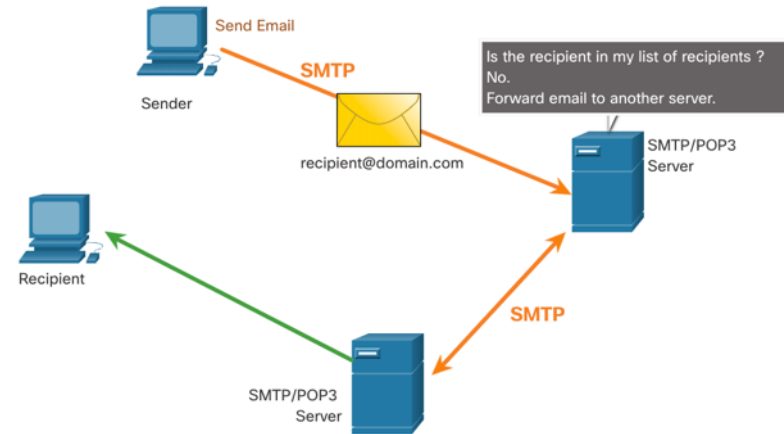 Send Email
SMTP
Sender
recipient@domain.com
Is the recipient in my list of recipients ?
No.
Forward email to another server.
SMTP/POP3
Server
Recipient
SMTP
SMTP/POP3
Server